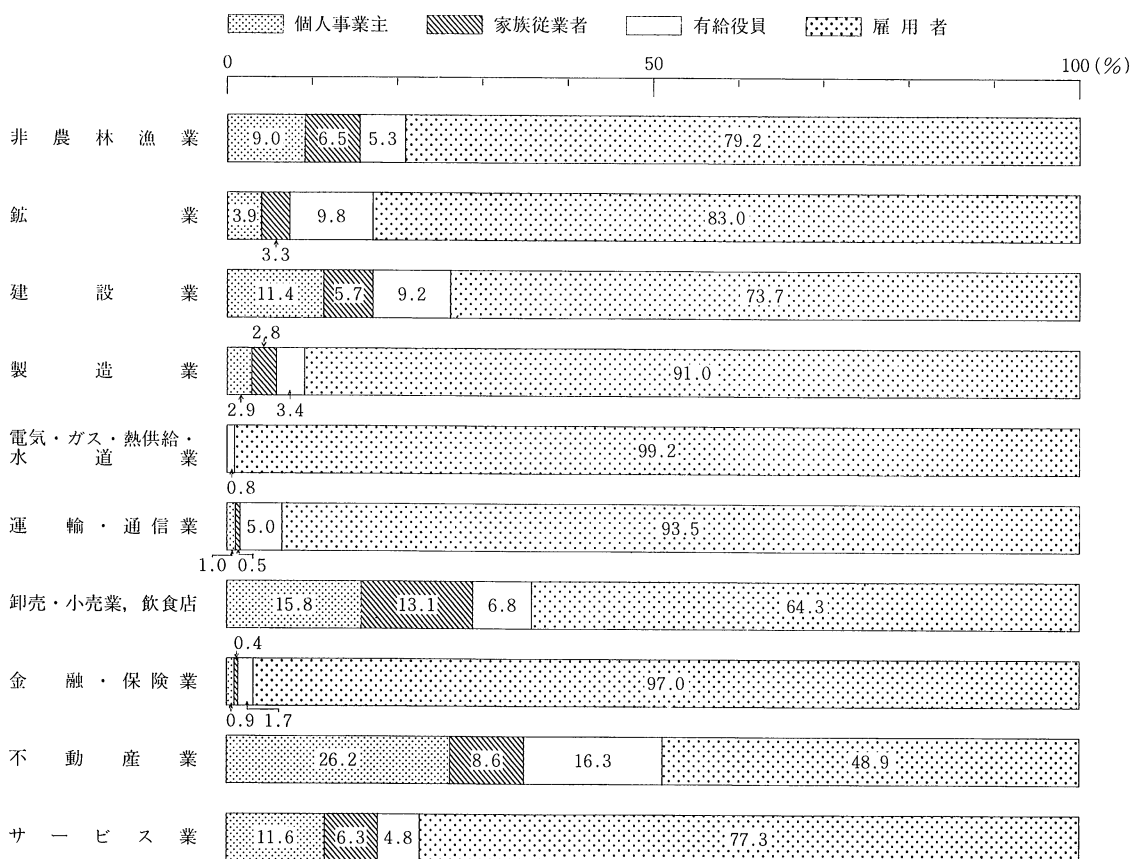 個人事業主 家族従業者 有給役員 雇用者
0 50 100(%)
非農林漁業 9.0 6.5 5.3 79.2
鉱業 3.9 9.8 83.0
3.3
建設業 11.4 5.7 9.2 73.7
2.8
製造業 91.0
2.9 3.4
電気・ガス・熱供給・
水道業 99.2
0.8
運輸・通信業 5.0 93.5
1.0 0.5
卸売・小売業，飲食店 15.8 13.1 6.8 64.3
0.4
金融・保険業 97.0
0.9 1.7
不動産業 26.2 8.6 16.3 48.9
サービス業 11.6 6.3 4.8 77.3